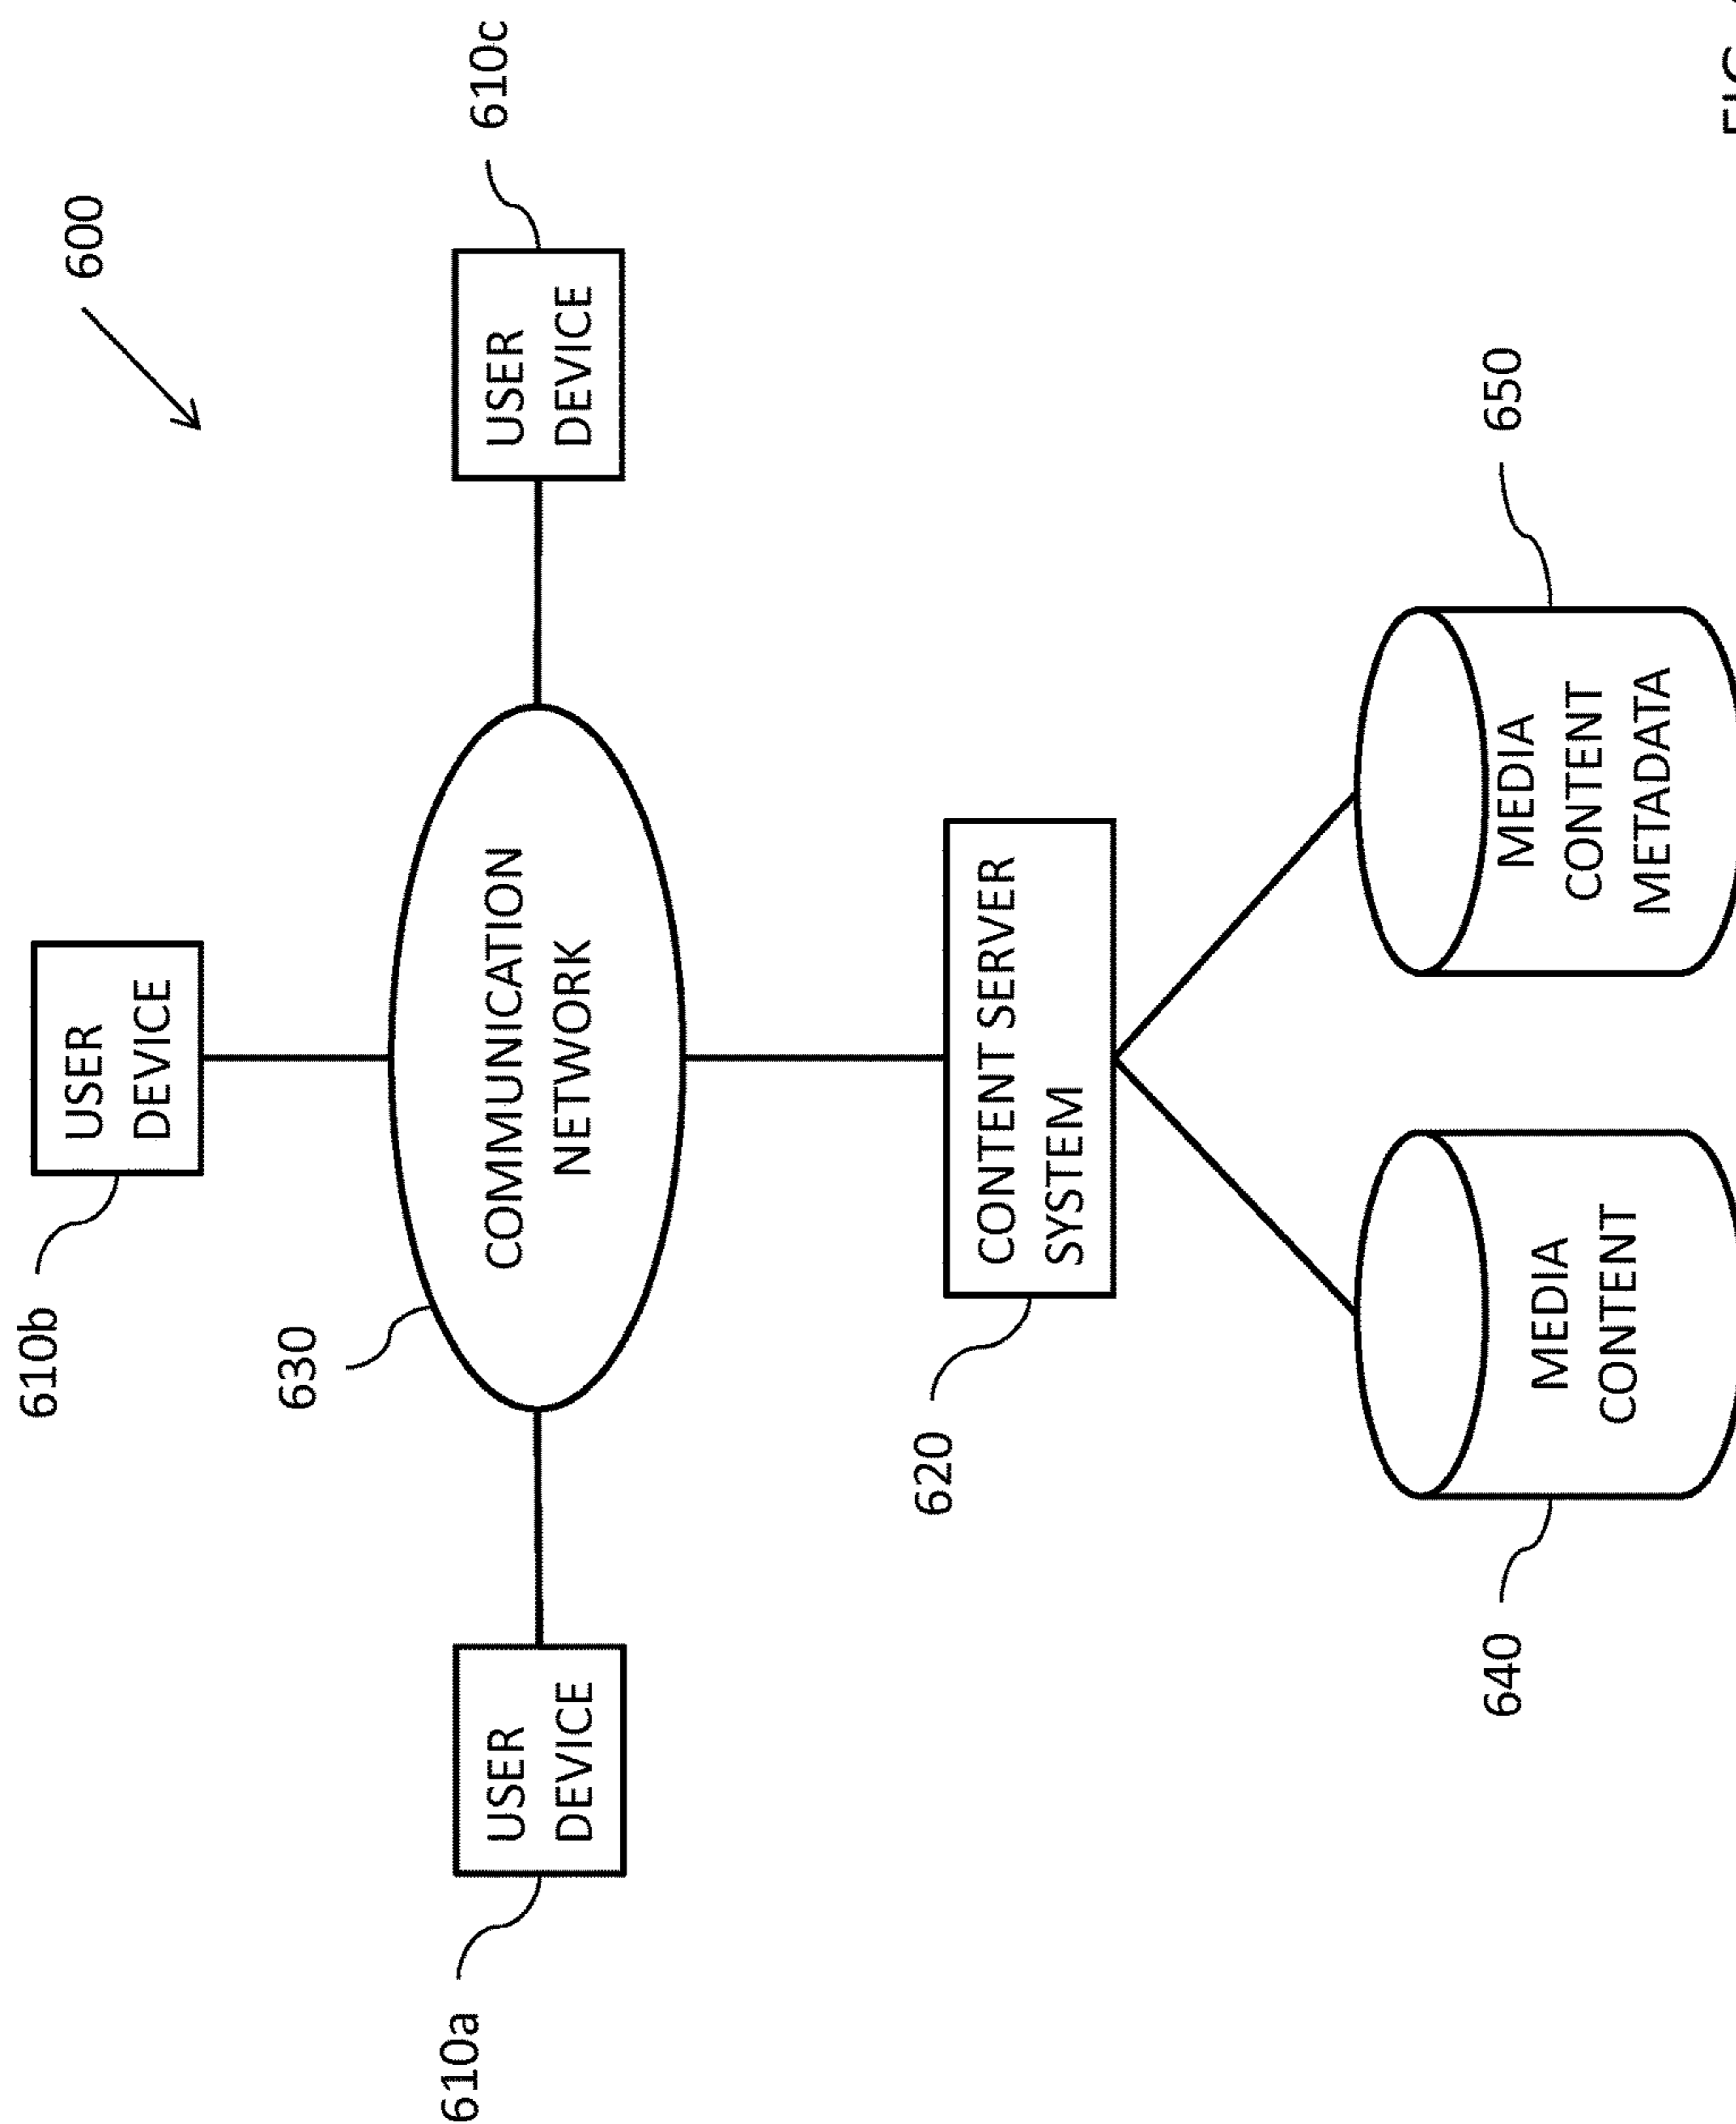 600
610b
USER
DEVICE
630
610a
USER
DEVICE
COMMUNICATION
NETWORK
USER
DEVICE
610c
620
CONTENT SERVER
SYSTEM
640
MEDIA
CONTENT
MEDIA
CONTENT
METADATA
650